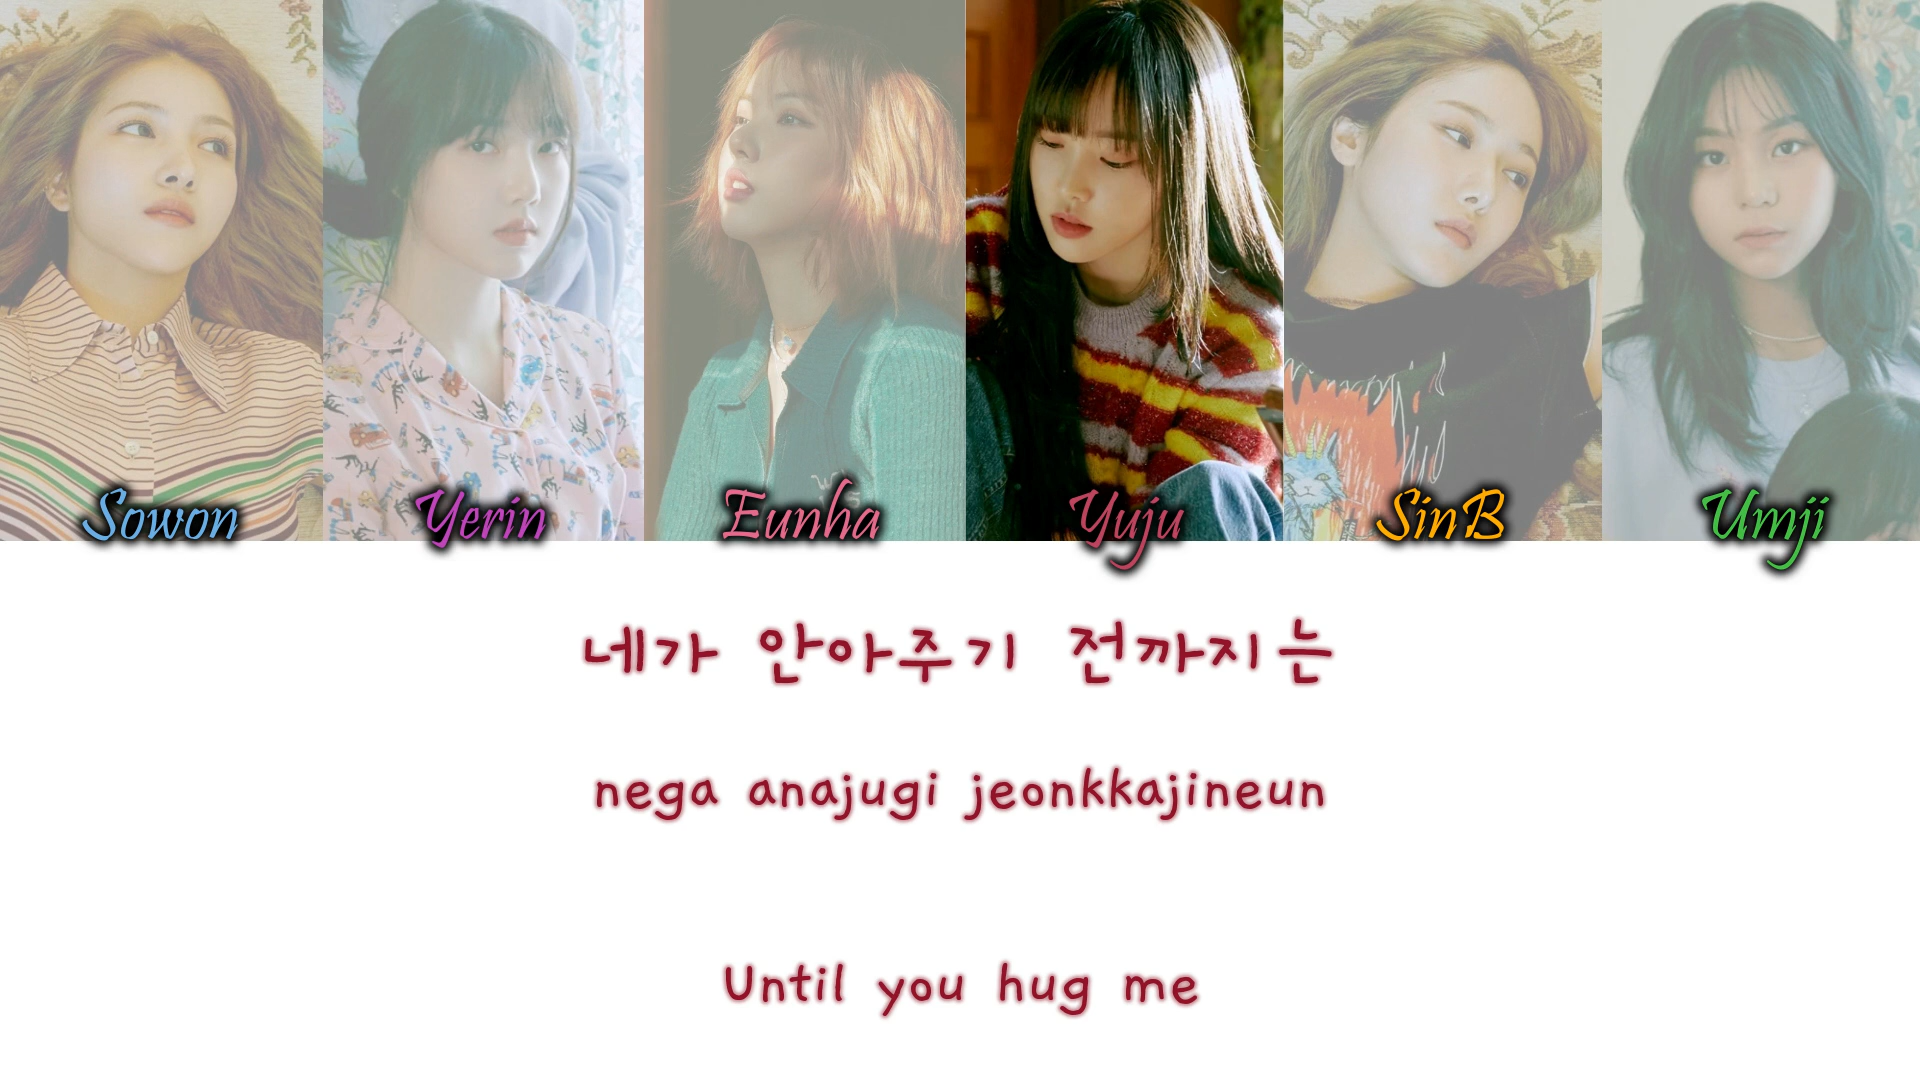 Sowon Yerin Eunha Yuju SinB Umji
네가 안아주기 전까지는
nega anajugi jeonkkajineun
Until you hug me